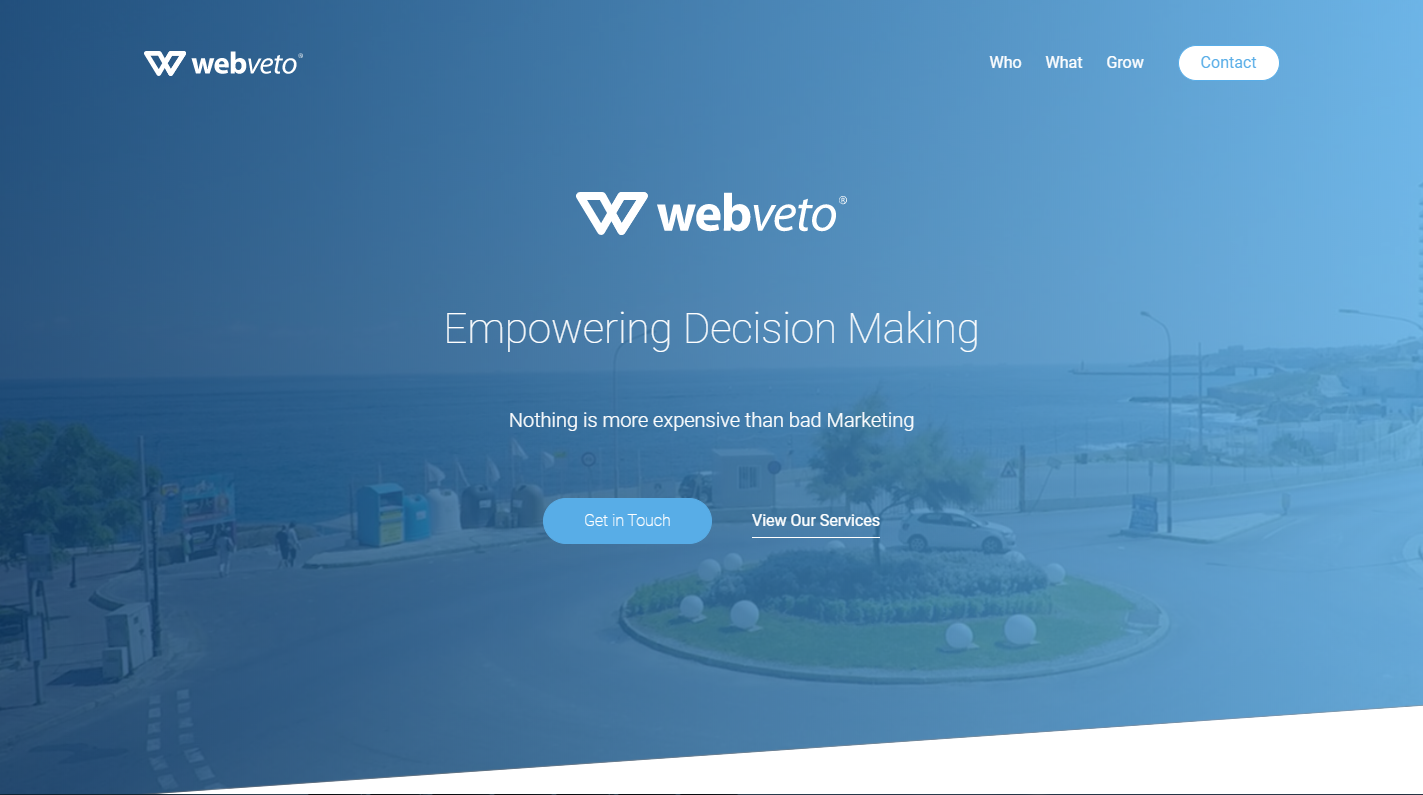 webveto®
Who What Grow Contact
webveto®
Empowering Decision Making
Nothing is more expensive than bad Marketing
Get in Touch View Our Services